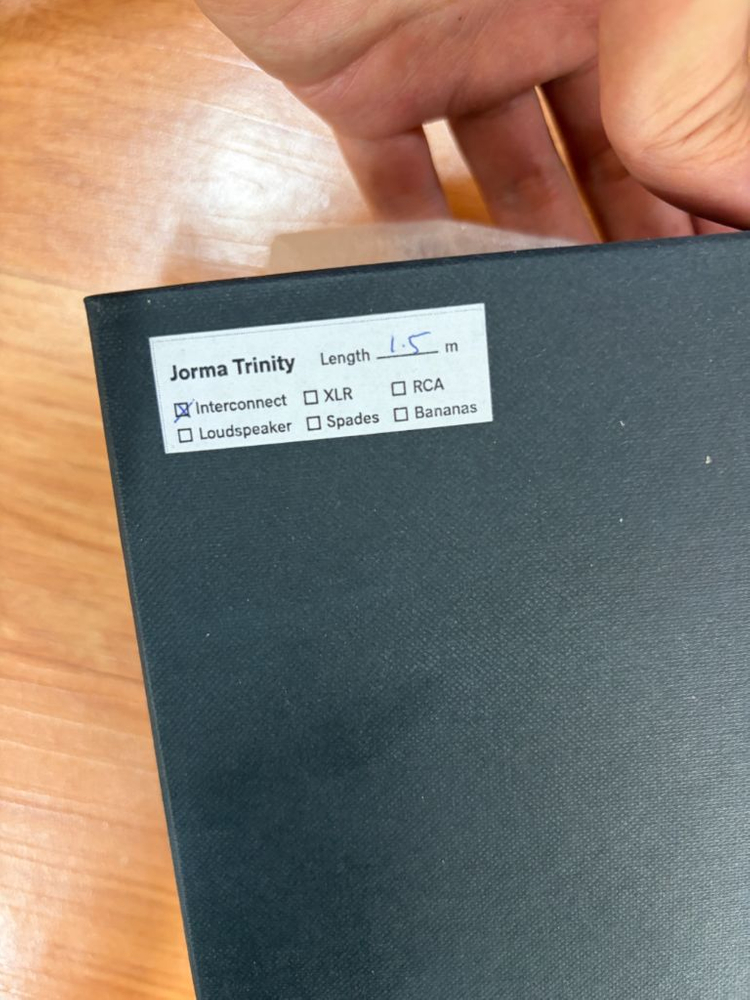 Jorma Trinity Length 1.5 m
☒ Interconnect ☐ XLR ☐ RCA
☐ Loudspeaker ☐ Spades ☐ Bananas